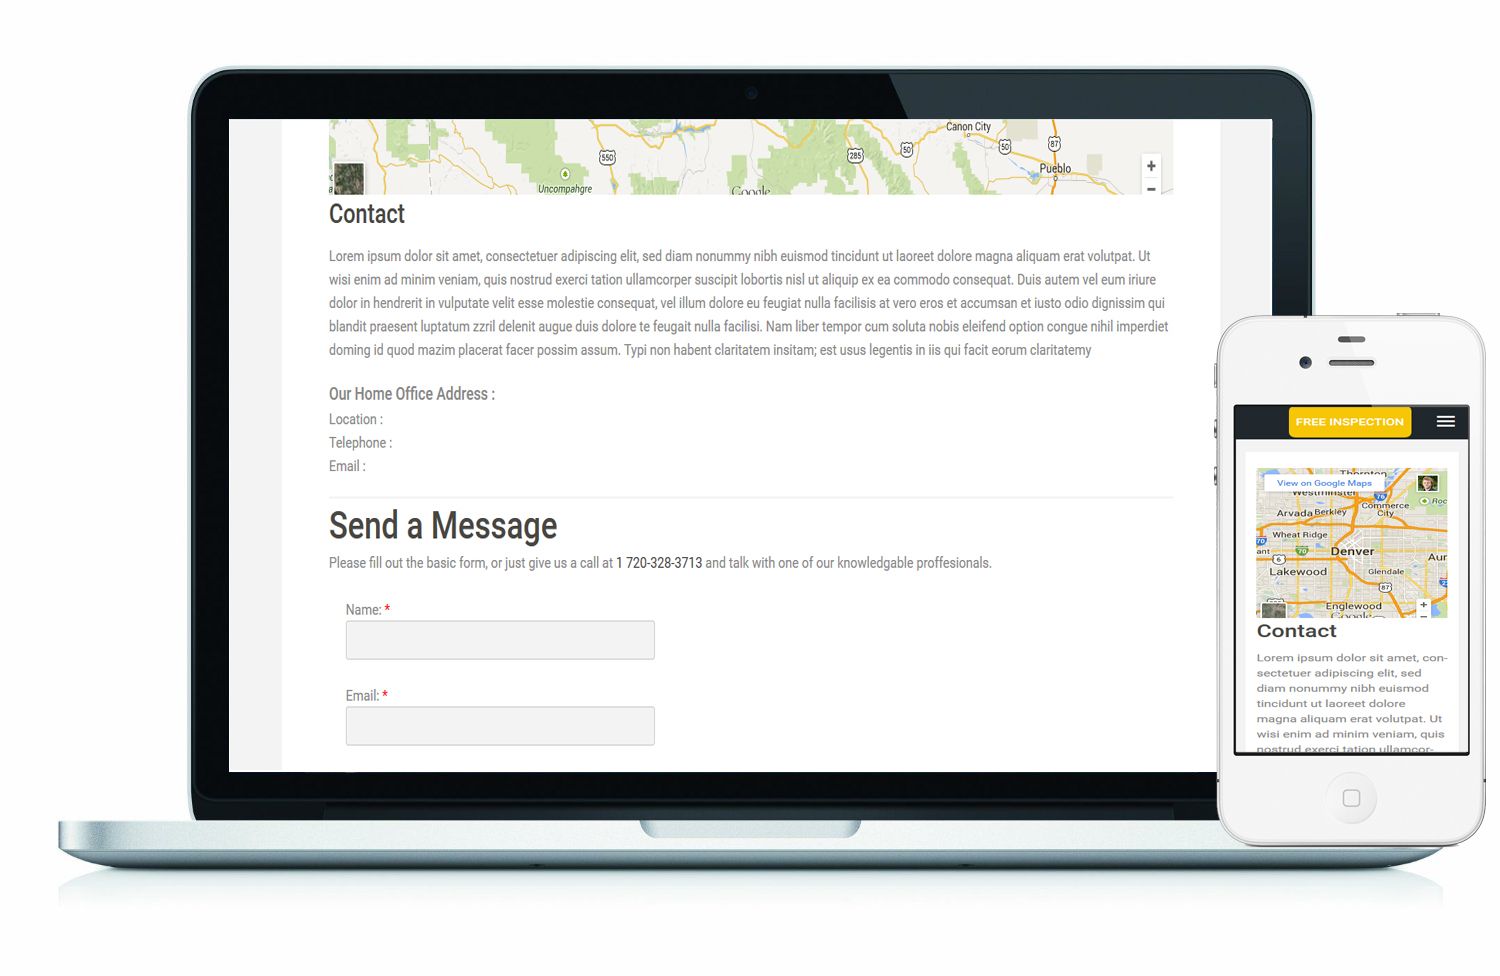 Canon City
550
285
50
50
87
Pueblo
Uncompahgre
Google
+
−
Contact
Lorem ipsum dolor sit amet, consectetuer adipiscing elit, sed diam nonummy nibh euismod tincidunt ut laoreet dolore magna aliquam erat volutpat. Ut
wisi enim ad minim veniam, quis nostrud exerci tation ullamcorper suscipit lobortis nisl ut aliquip ex ea commodo consequat. Duis autem vel eum iriure
dolor in hendrerit in vulputate velit esse molestie consequat, vel illum dolore eu feugiat nulla facilisis at vero eros et accumsan et iusto odio dignissim qui
blandit praesent luptatum zzril delenit augue duis dolore te feugait nulla facilisi. Nam liber tempor cum soluta nobis eleifend option congue nihil imperdiet
doming id quod mazim placerat facer possim assum. Typi non habent claritatem insitam; est usus legentis in iis qui facit eorum claritatemy
Our Home Office Address :
Location :
Telephone :
Email :
Send a Message
Please fill out the basic form, or just give us a call at 1 720-328-3713 and talk with one of our knowledgable proffesionals.
Name: *
Email: *
FREE INSPECTION
Thornton
View on Google Maps
Westminster
76
Roc
Commerce
City
Arvada Berkley
Wheat Ridge
70
ant
70
Denver
6
Aur
Lakewood
Glendale
87
Englewood
Google
+
−
Contact
Lorem ipsum dolor sit amet, con-
sectetuer adipiscing elit, sed
diam nonummy nibh euismod
tincidunt ut laoreet dolore
magna aliquam erat volutpat. Ut
wisi enim ad minim veniam, quis
nostrud exerci tation ullamcor-